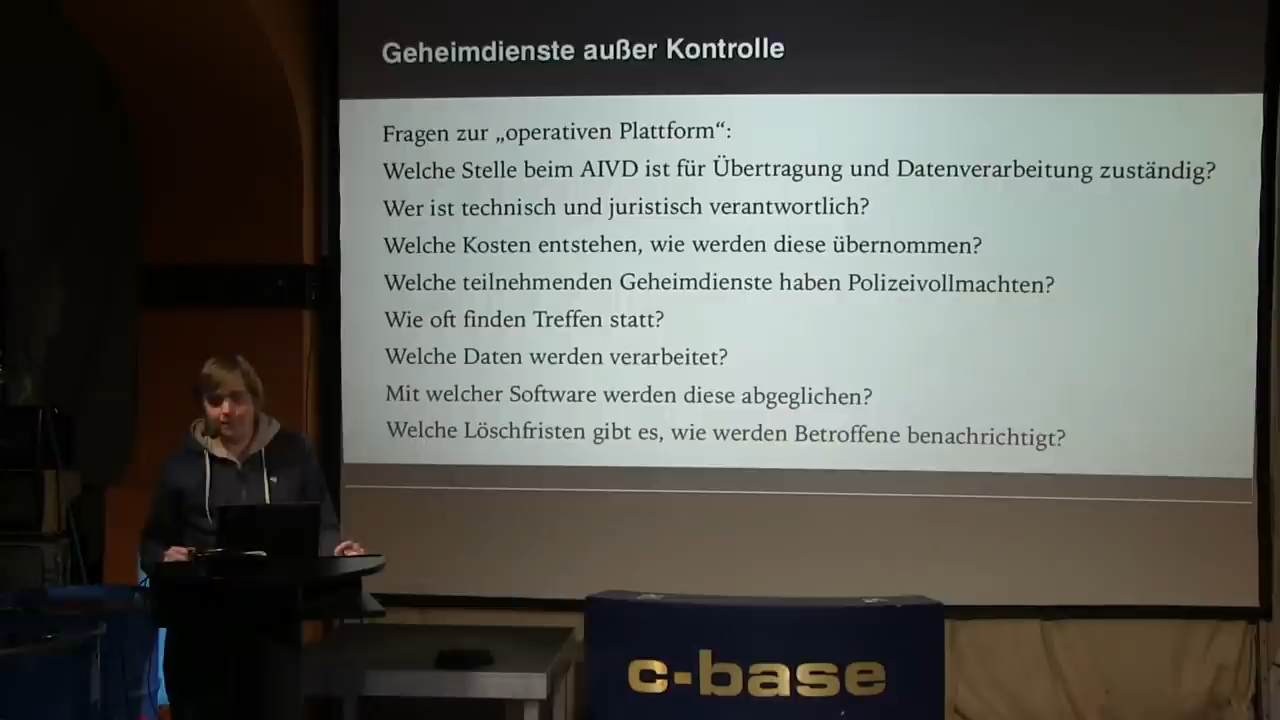 Geheimdienste außer Kontrolle
Fragen zur „operativen Plattform“:
Welche Stelle beim AIVD ist für Übertragung und Datenverarbeitung zuständig?
Wer ist technisch und juristisch verantwortlich?
Welche Kosten entstehen, wie werden diese übernommen?
Welche teilnehmenden Geheimdienste haben Polizeivollmachten?
Wie oft finden Treffen statt?
Welche Daten werden verarbeitet?
Mit welcher Software werden diese abgeglichen?
Welche Löschfristen gibt es, wie werden Betroffene benachrichtigt?
c-base